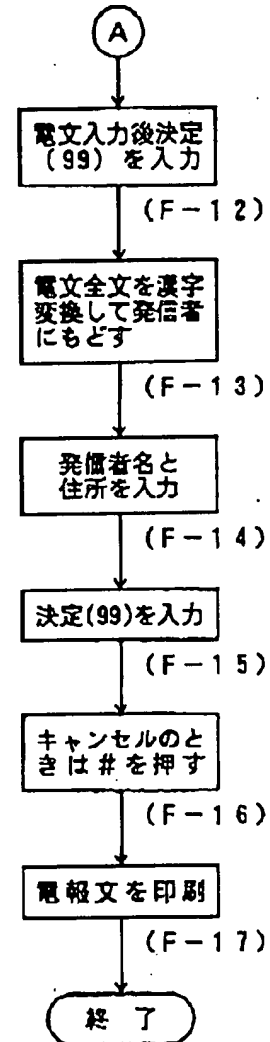 A
電文入力後決定
(99) を入力
(F-12)
電文全文を漢字
変換して発信者
にもどす
(F-13)
発信者名と
住所を入力
(F-14)
決定(99)を入力
(F-15)
キャンセルのと
きは#を押す
(F-16)
電報文を印刷
(F-17)
終了